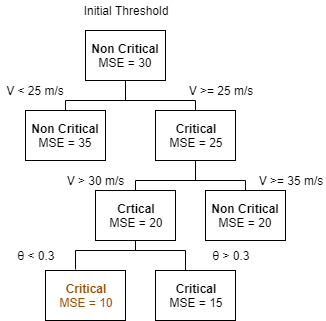 Initial Threshold
Non Critical
MSE = 30
V < 25 m/s
V >= 25 m/s
Non Critical
MSE = 35
Critical
MSE = 25
V > 30 m/s
V >= 35 m/s
Crtical
MSE = 20
Non Critical
MSE = 20
θ < 0.3
θ > 0.3
Critical
MSE = 10
Critical
MSE = 15